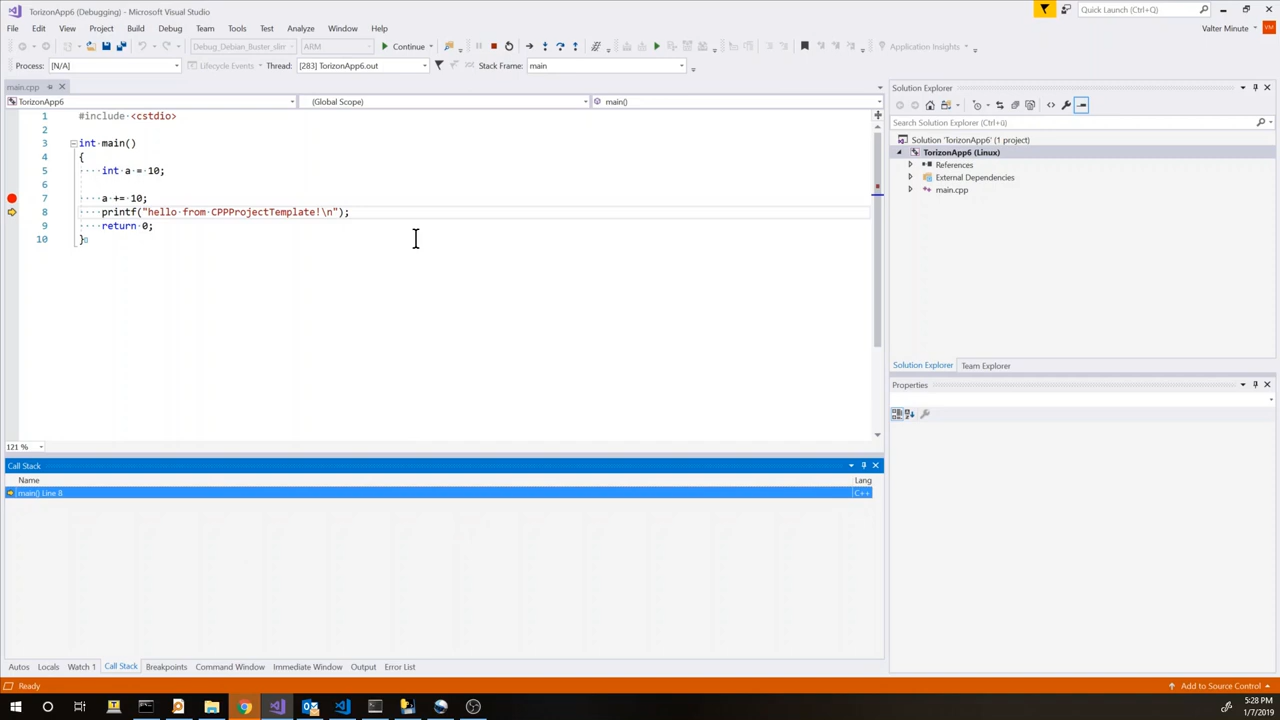 TorizonApp6 (Debugging) - Microsoft Visual Studio
Quick Launch (Ctrl+Q)
File Edit View Project Build Debug Team Tools Test Analyze Window Help
Valter Minute
VM
Debug_Debian_Buster_slim
ARM
Continue
Application Insights
Process: [N/A]
Lifecycle Events
Thread: [283] TorizonApp6.out
Stack Frame: main
main.cpp
TorizonApp6
(Global Scope)
main()
1 #include <cstdio>
2
3 int main()
4 {
5 int a = 10;
6
7 a += 10;
8 printf("hello from CPPProjectTemplate!\n");
9 return 0;
10 }
121 %
Solution Explorer
Search Solution Explorer (Ctrl+ü)
Solution 'TorizonApp6' (1 project)
TorizonApp6 (Linux)
References
External Dependencies
main.cpp
Solution Explorer Team Explorer
Properties
Call Stack
Name Lang
main() Line 8 C++
Autos Locals Watch 1 Call Stack Breakpoints Command Window Immediate Window Output Error List
Ready
Add to Source Control
5:28 PM
1/7/2019